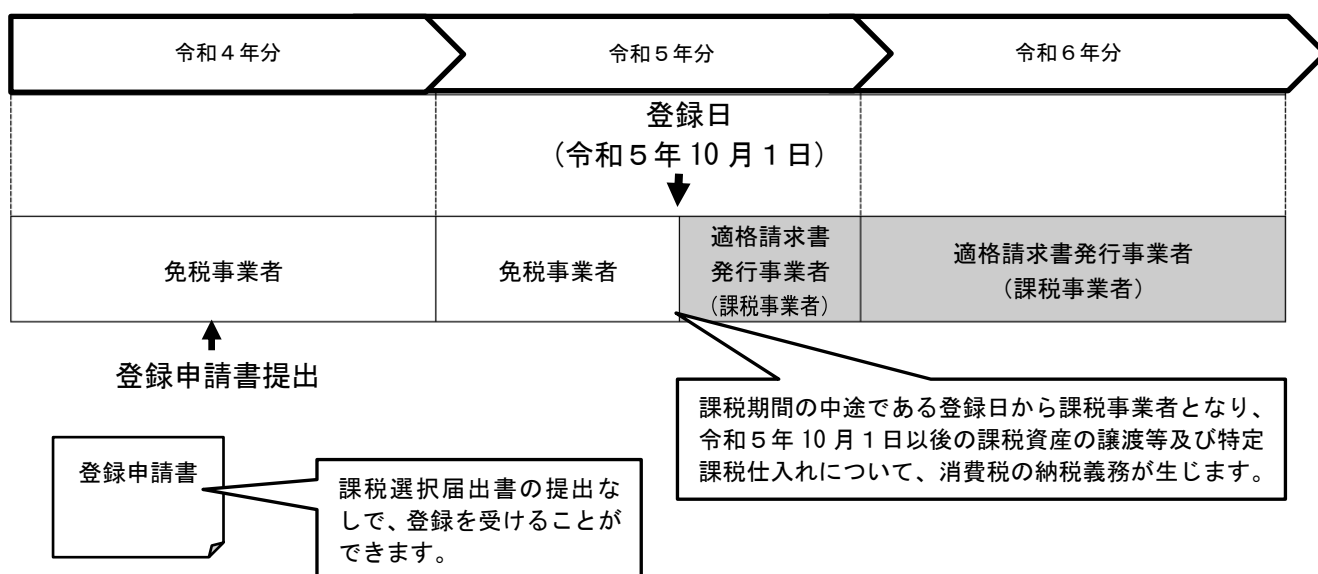 令和４年分
令和５年分
令和６年分
登録日
（令和５年 10 月１日）
免税事業者
免税事業者
適格請求書
発行事業者
（課税事業者）
適格請求書発行事業者
（課税事業者）
登録申請書提出
課税期間の中途である登録日から課税事業者となり、
令和５年 10 月１日以後の課税資産の譲渡等及び特定
課税仕入れについて、消費税の納税義務が生じます。
登録申請書
課税選択届出書の提出な
しで、登録を受けることが
できます。